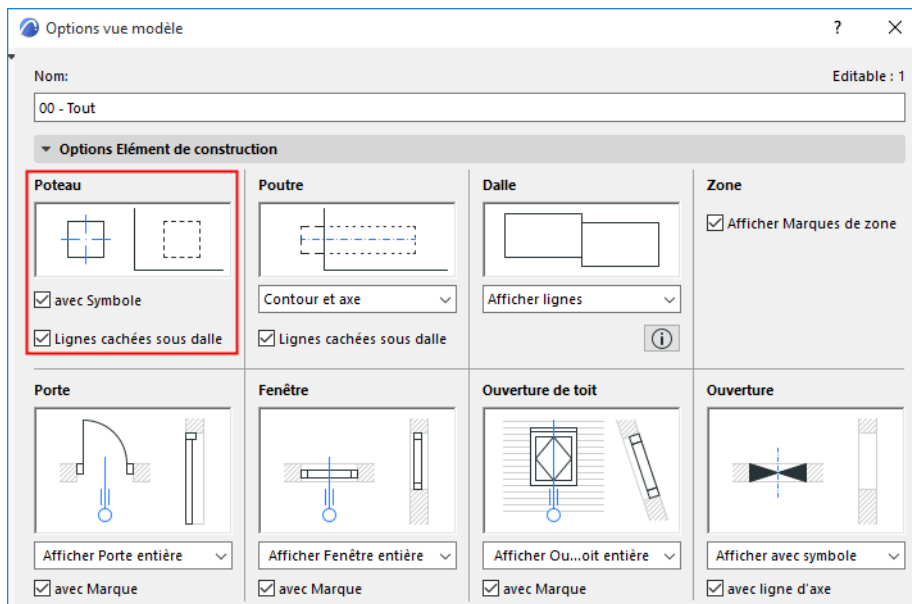 Options vue modèle
?
Nom:
Editable : 1
00 - Tout
Options Elément de construction
Poteau
avec Symbole
Lignes cachées sous dalle
Poutre
Contour et axe
Lignes cachées sous dalle
Dalle
Afficher lignes
Zone
Afficher Marques de zone
Porte
Afficher Porte entière
avec Marque
Fenêtre
Afficher Fenêtre entière
avec Marque
Ouverture de toit
Afficher Ou...oit entière
avec Marque
Ouverture
Afficher avec symbole
avec ligne d'axe